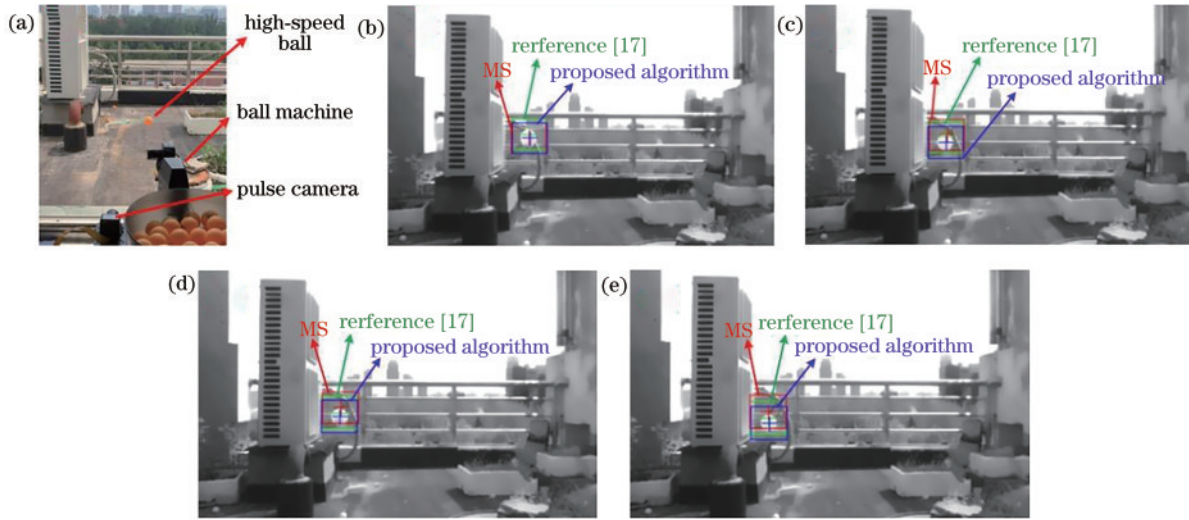 (a)
high-speed
ball
ball machine
pulse camera
(b)
rerference [17]
MS
proposed algorithm
(c)
rerference [17]
MS
proposed algorithm
(d)
rerference [17]
MS
proposed algorithm
(e)
rerference [17]
MS
proposed algorithm